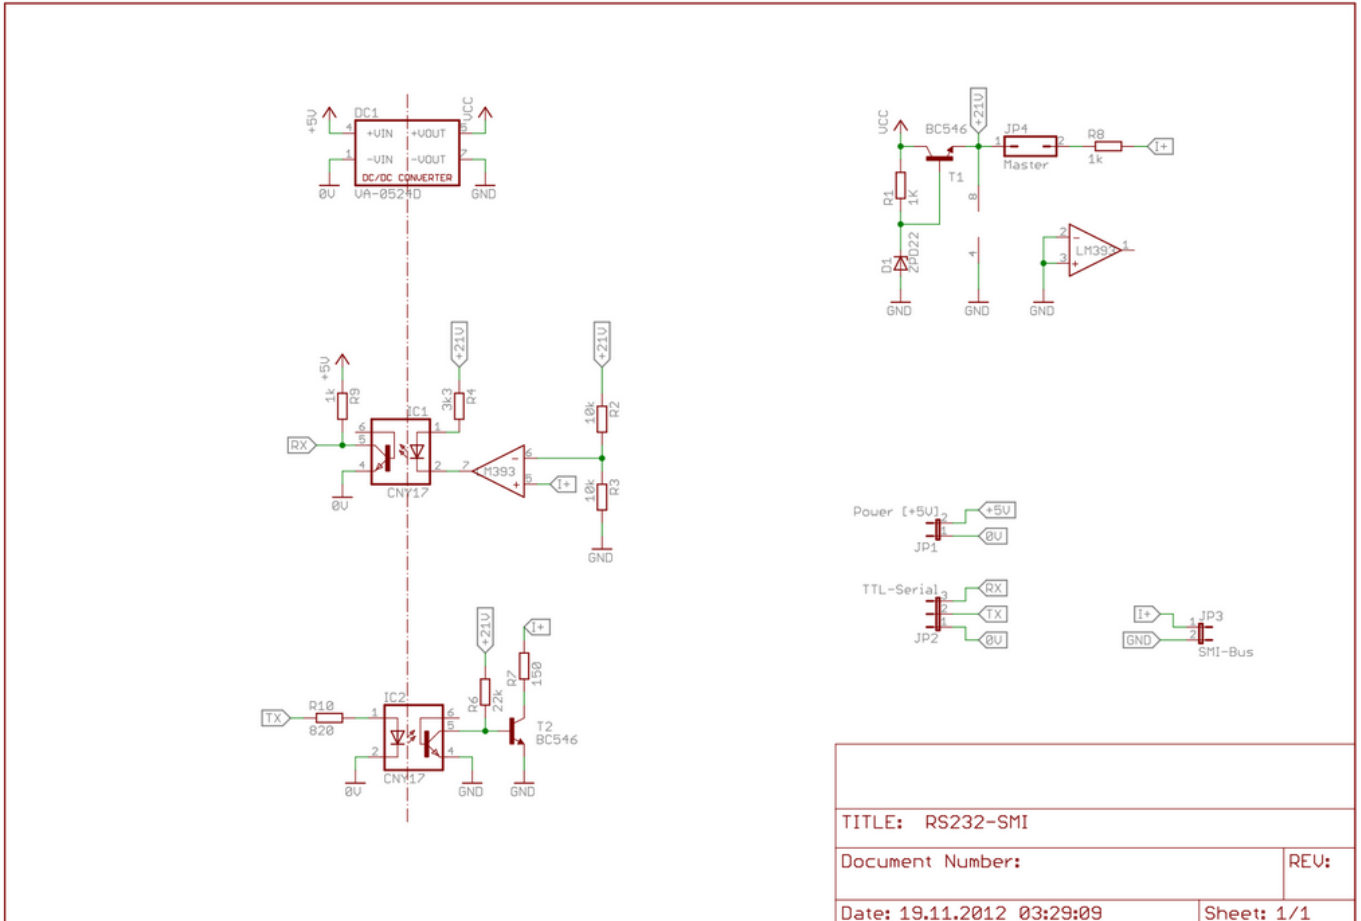 +5V
DC1
VCC
4 +VIN +VOUT
1 -VIN -VOUT 7
DC/DC CONVERTER
0V
VA-0524D
GND
VCC
BC546
+21V
JP4
1 2
R8
1k
I+
Master
T1
R1
1K
8
D1
ZPD22
4
2 -
3 +
LM393
1
GND
GND
GND
+5V
1k
R9
RX
IC1
6
5
4
1
2
CNY17
0V
+21V
3k3
R4
7
LM393
- 6
+ 5
I+
+21V
10k
R2
10k
R3
GND
Power [+5V]
2
1
+5V
0V
JP1
TTL-Serial
3
2
1
RX
TX
0V
JP2
I+
GND
1
2
JP3
SMI-Bus
TX
R10
820
IC2
1
2
6
5
4
CNY17
0V
GND
+21V
R6
22k
I+
R7
150
T2
BC546
GND
TITLE: RS232-SMI
Document Number:
REV:
Date: 19.11.2012 03:29:09
Sheet: 1/1